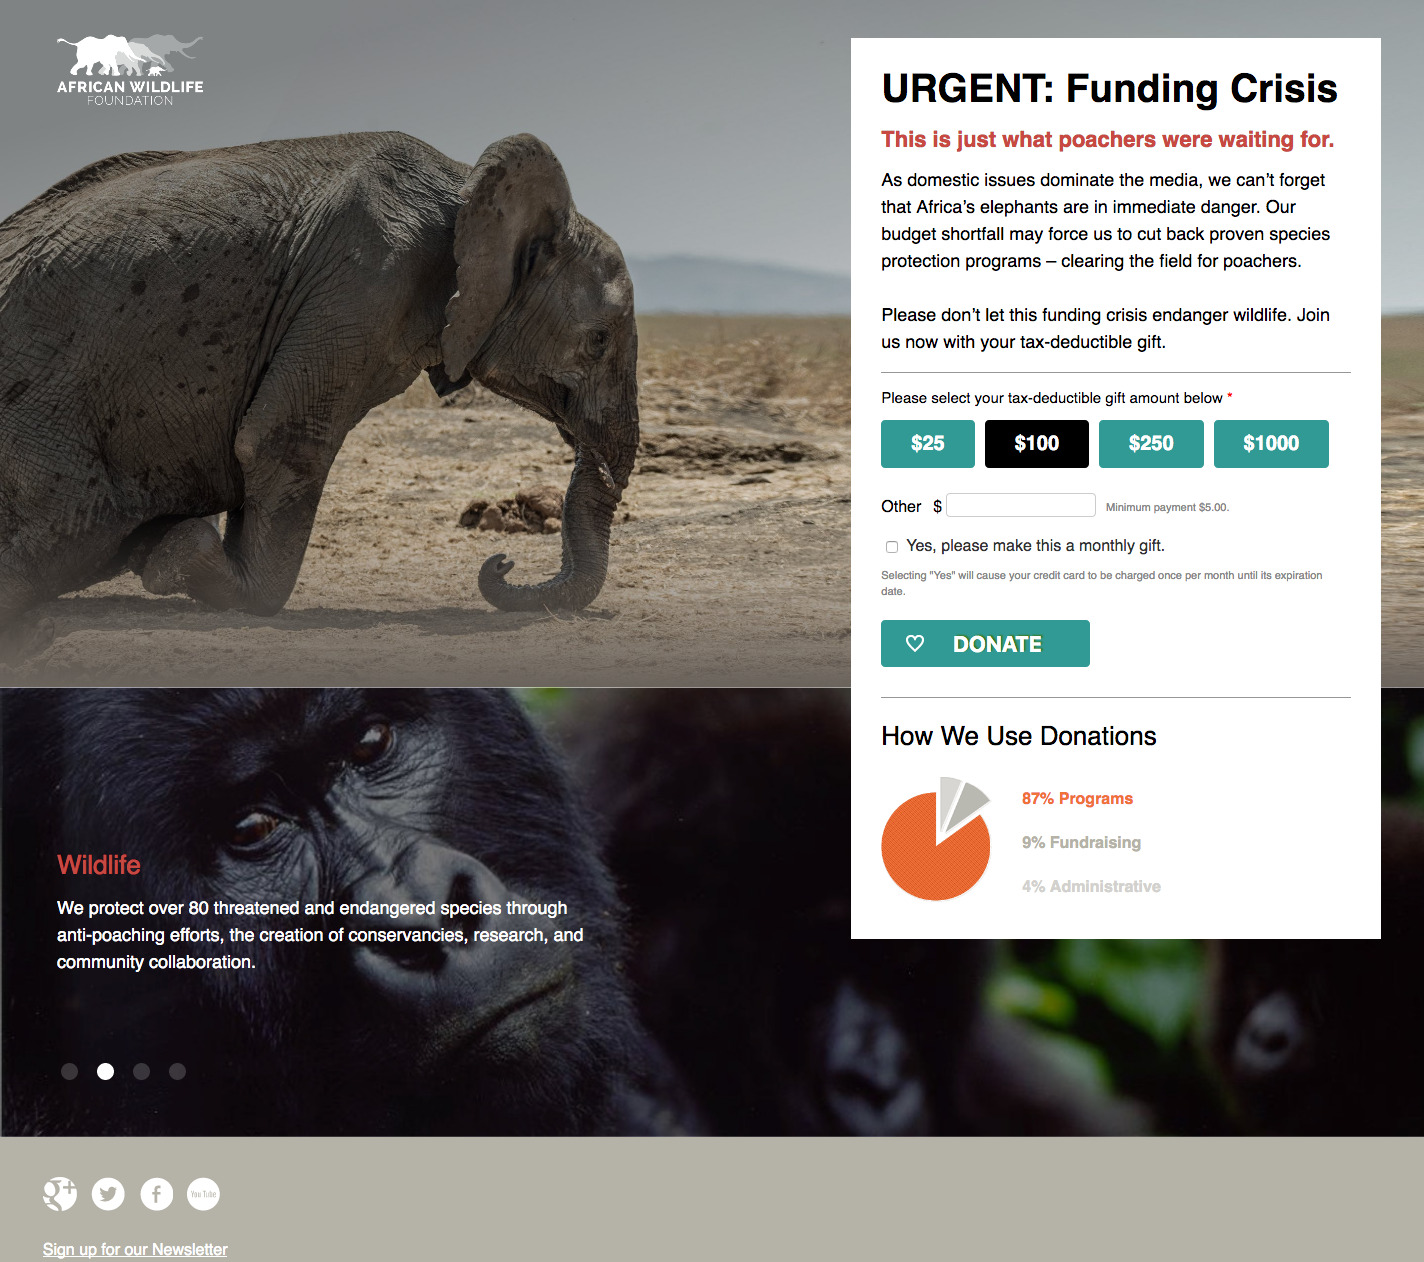 AFRICAN WILDLIFE
FOUNDATION
URGENT: Funding Crisis
This is just what poachers were waiting for.
As domestic issues dominate the media, we can’t forget
that Africa’s elephants are in immediate danger. Our
budget shortfall may force us to cut back proven species
protection programs – clearing the field for poachers.
Please don’t let this funding crisis endanger wildlife. Join
us now with your tax-deductible gift.
Please select your tax-deductible gift amount below *
$25 $100 $250 $1000
Other $ Minimum payment $5.00.
Yes, please make this a monthly gift.
Selecting "Yes" will cause your credit card to be charged once per month until its expiration
date.
DONATE
How We Use Donations
87% Programs
9% Fundraising
4% Administrative
Wildlife
We protect over 80 threatened and endangered species through
anti-poaching efforts, the creation of conservancies, research, and
community collaboration.
g+ f You Tube
Sign up for our Newsletter